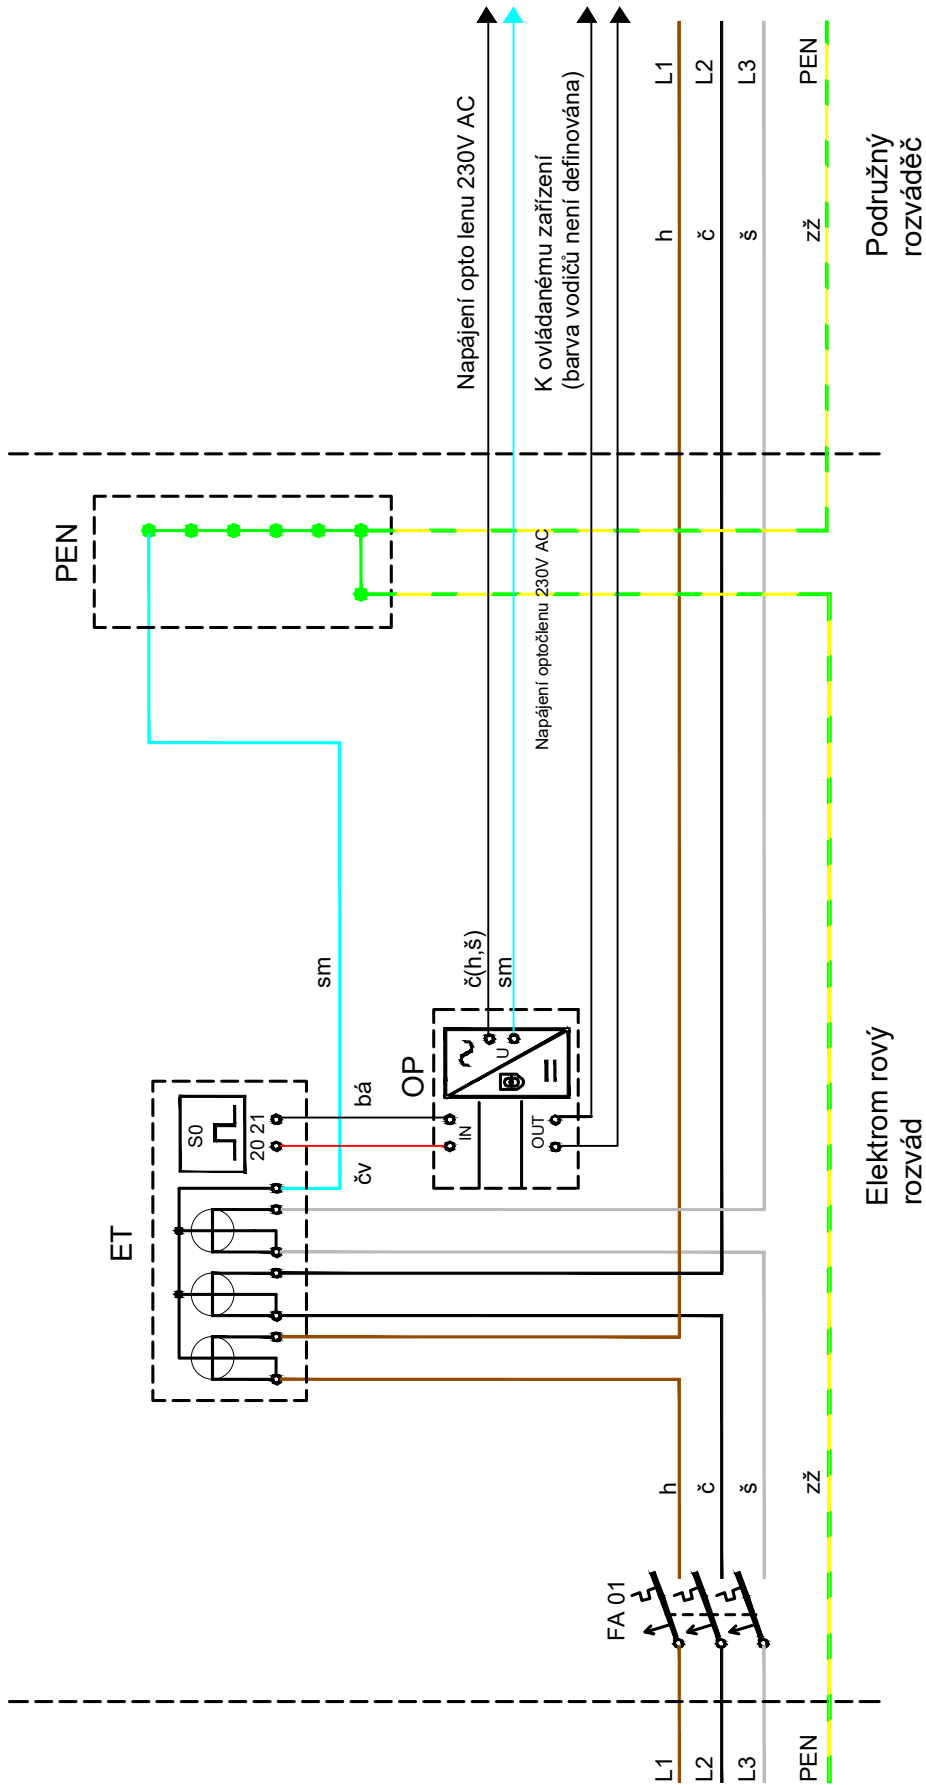 PEN
Napájení opto lenu 230V AC
K ovládanému zařízení
(barva vodičů není definována)
L1
L2
L3
PEN
h
č
š
zž
Podružný
rozváděč
Napájení optočlenu 230V AC
ET
S0
20 21
sm
bá
čv
OP
U
IN
OUT
č(h,š)
sm
Elektrom rový
rozvád
FA 01
h
č
š
zž
L1
L2
L3
PEN